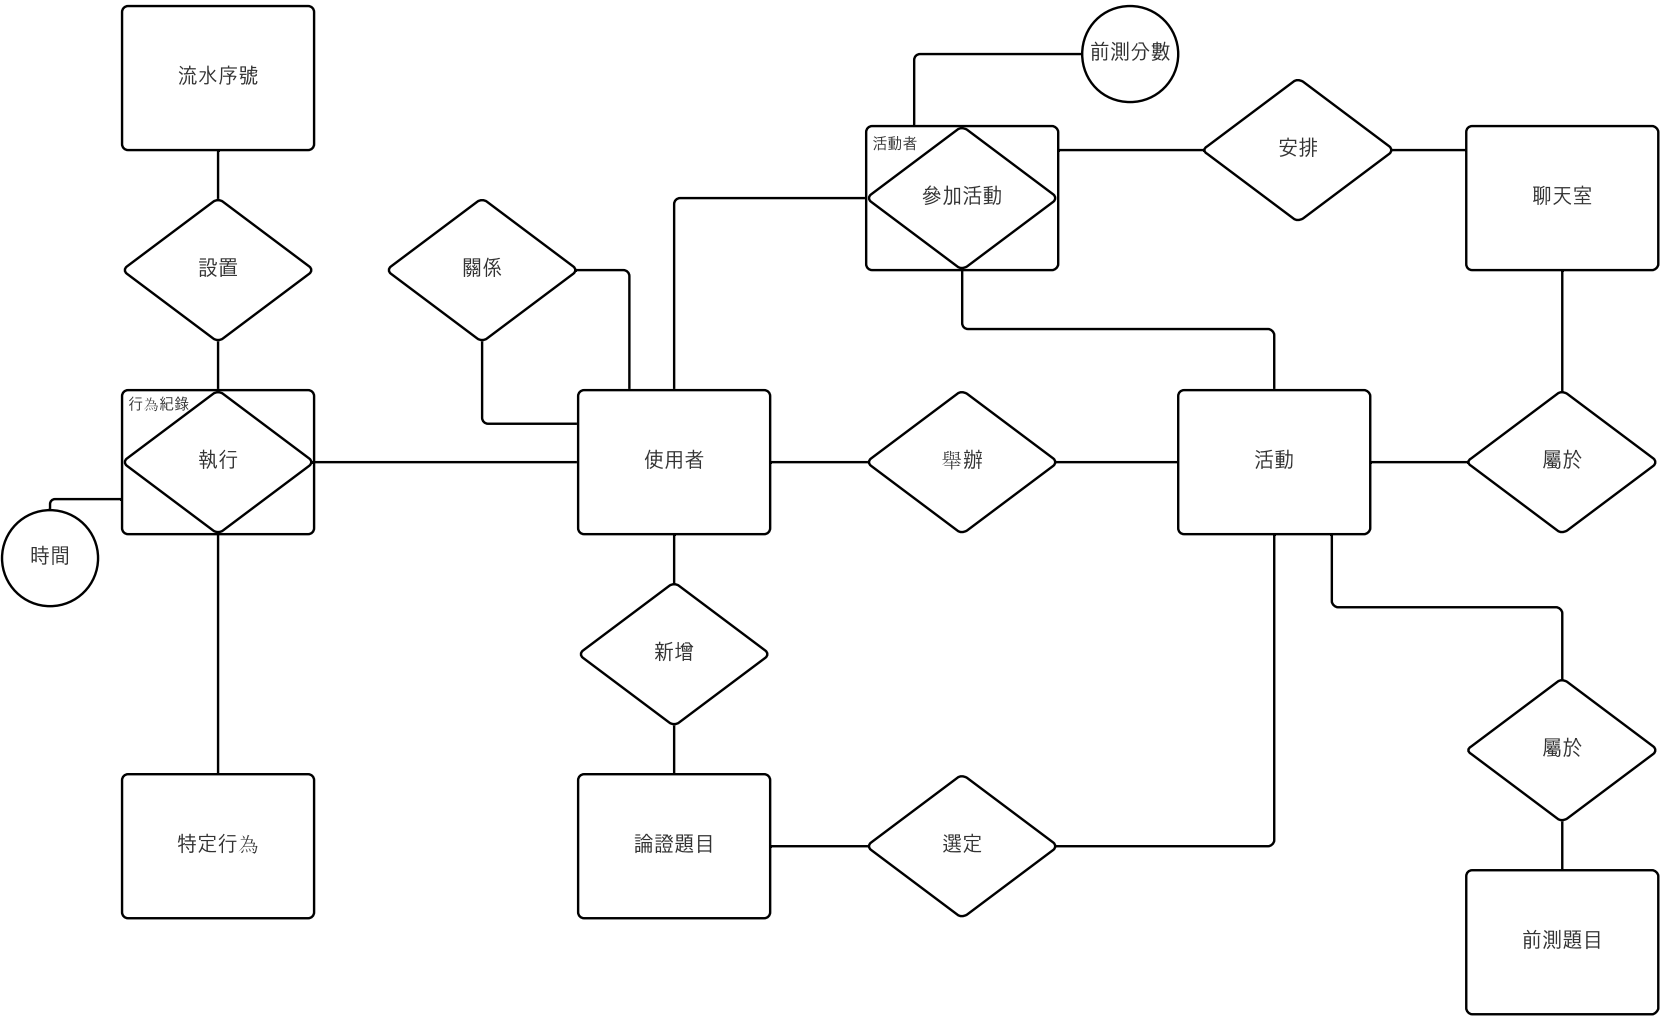 流水序號
前測分數
活動者
參加活動
安排
聊天室
設置
關係
行為紀錄
執行
使用者
舉辦
活動
屬於
時間
新增
屬於
特定行為
論證題目
選定
前測題目